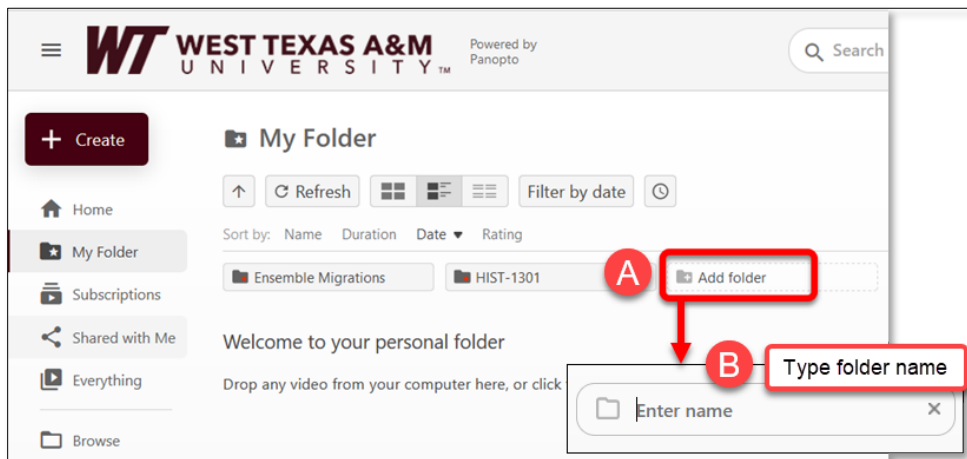 WT WEST TEXAS A&M
UNIVERSITY™
Powered by
Panopto
Search
+ Create
My Folder
Refresh
Filter by date
Home
My Folder
Sort by: Name Duration Date ▼ Rating
Ensemble Migrations
HIST-1301
A
Add folder
Subscriptions
Shared with Me
Welcome to your personal folder
Everything
Drop any video from your computer here, or click
B
Type folder name
Enter name
Browse